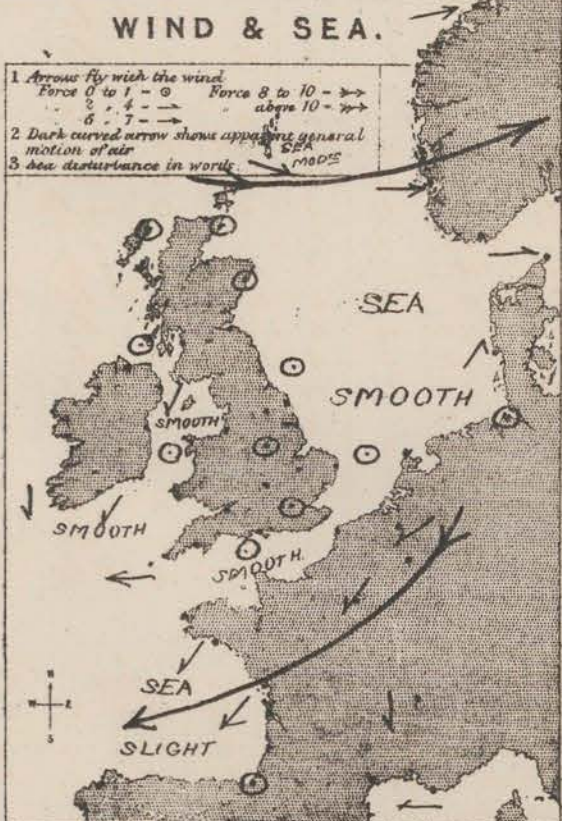 WIND & SEA.
1 Arrows fly with the wind
Force 0 to 1 - ⊙ Force 8 to 10 - ↠
" 2 " 4 - → " above 10 -
" 5 " 7 - →
2 Dark curved arrow shows apparent general
motion of air
3 Sea disturbance in words
SEA
MODTE
SEA
SMOOTH
SMOOTH
SMOOTH
SMOOTH.
SEA
SLIGHT
N
W E
S